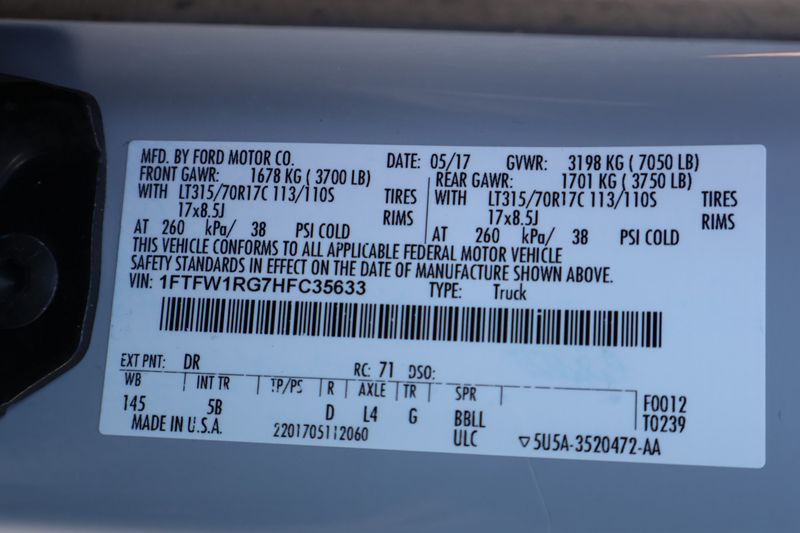 MFD. BY FORD MOTOR CO. DATE: 05/17 GVWR: 3198 KG ( 7050 LB)
FRONT GAWR: 1678 KG ( 3700 LB) REAR GAWR: 1701 KG ( 3750 LB)
WITH LT315/70R17C 113/110S TIRES WITH LT315/70R17C 113/110S TIRES
17x8.5J RIMS 17x8.5J RIMS
AT 260 kPa/ 38 PSI COLD AT 260 kPa/ 38 PSI COLD
THIS VEHICLE CONFORMS TO ALL APPLICABLE FEDERAL MOTOR VEHICLE
SAFETY STANDARDS IN EFFECT ON THE DATE OF MANUFACTURE SHOWN ABOVE.
VIN: 1FTFW1RG7HFC35633 TYPE: Truck
EXT PNT: DR RC: 71 DSO:
WB INT TR TP/PS R AXLE TR SPR
145 5B D L4 G BBLL F0012
MADE IN U.S.A. 2201705112060 ULC T0239
5U5A-3520472-AA